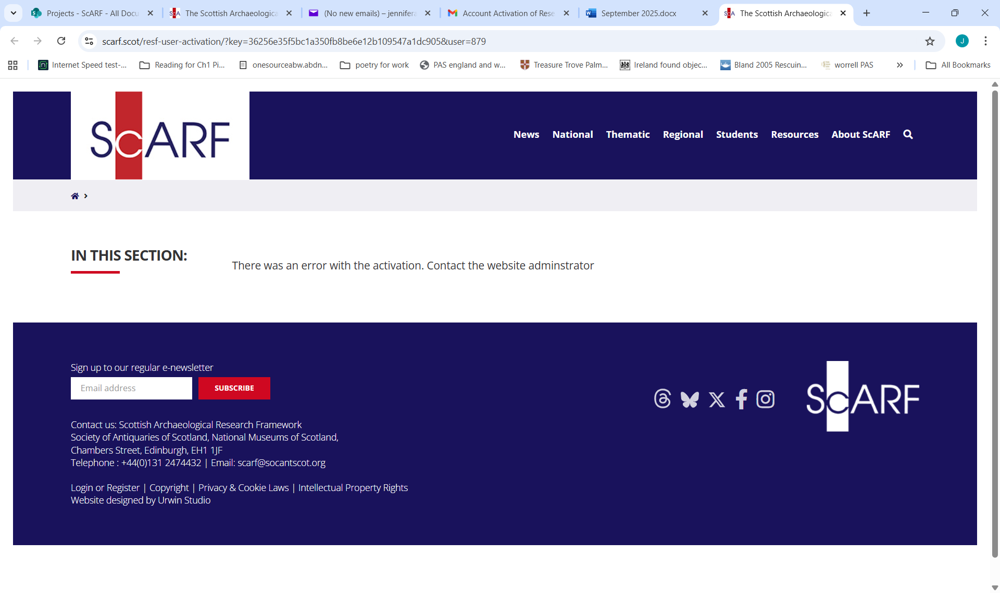 Projects - ScARF - All Docu
The Scottish Archaeologica
(No new emails) – jennifera
Account Activation of Rese
September 2025.docx
The Scottish Archaeologica
scarf.scot/resf-user-activation/?key=36256e35f5bc1a350fb8be6e12b109547a1dc905&user=879
J
Internet Speed test-...
Reading for Ch1 Pi...
onesourceabw.abdn...
poetry for work
PAS england and w...
Treasure Trove Palm...
Ireland found objec...
Bland 2005 Rescuin...
worrell PAS
All Bookmarks
ScARF
News National Thematic Regional Students Resources About ScARF
IN THIS SECTION:
There was an error with the activation. Contact the website adminstrator
Sign up to our regular e-newsletter
Email address
SUBSCRIBE
ScARF
Contact us: Scottish Archaeological Research Framework
Society of Antiquaries of Scotland, National Museums of Scotland,
Chambers Street, Edinburgh, EH1 1JF
Telephone : +44(0)131 2474432 | Email: scarf@socantscot.org
Login or Register | Copyright | Privacy & Cookie Laws | Intellectual Property Rights
Website designed by Urwin Studio